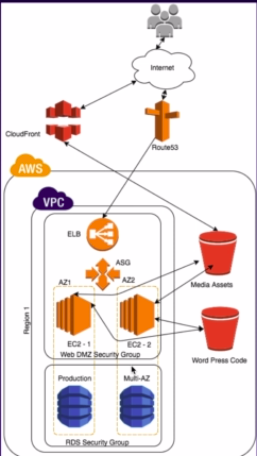 Internet
CloudFront
Route53
AWS
VPC
ELB
ASG
AZ1
AZ2
Media Assets
Region 1
EC2 - 1
EC2 - 2
Word Press Code
Web DMZ Security Group
Production
Multi-AZ
RDS Security Group